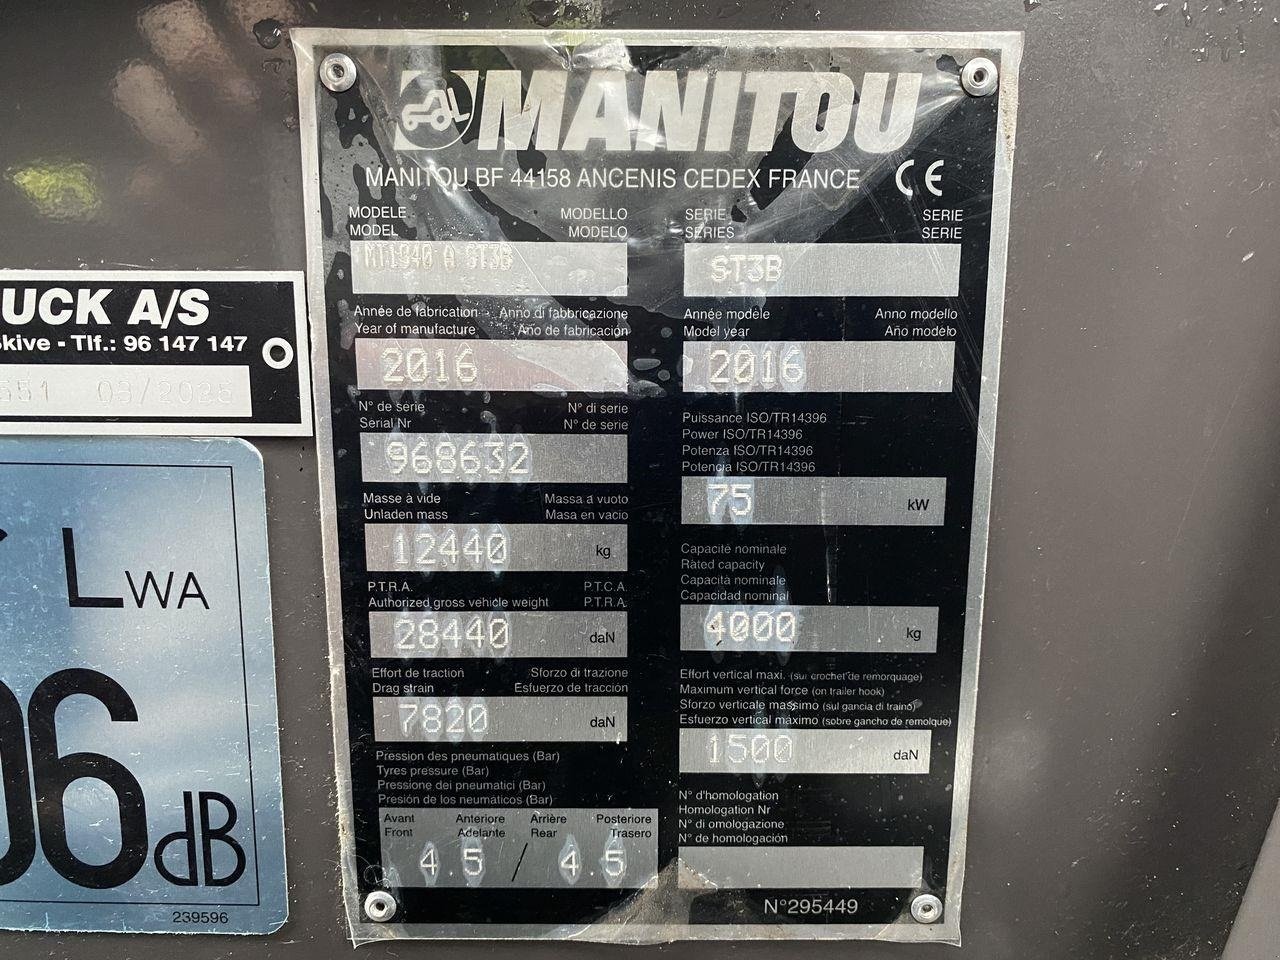 MANITOU
MANITOU BF 44158 ANCENIS CEDEX FRANCE CE
MODELE MODELLO
MODEL MODELO
MT1840 A ST3B
SERIE SERIE
SERIES SERIE
ST3B
Année de fabrication Anno di fabbricazione
Year of manufacture Año de fabricación
2016
Année modèle Anno modello
Model year Año modelo
2016
N° de série N° di serie
Serial Nr N° de serie
968632
Puissance ISO/TR14396
Power ISO/TR14396
Potenza ISO/TR14396
Potencia ISO/TR14396
75 kW
Masse à vide Massa a vuoto
Unladen mass Masa en vacio
12440 kg
Capacité nominale
Rated capacity
Capacità nominale
Capacidad nominal
4000 kg
P.T.R.A. P.T.C.A.
Authorized gross vehicle weight P.T.R.A.
28440 daN
Effort de traction Sforzo di trazione
Drag strain Esfuerzo de tracción
7820 daN
Effort vertical maxi. (sur crochet de remorquage)
Maximum vertical force (on trailer hook)
Sforzo verticale massimo (sul gancia di traino)
Esfuerzo vertical máximo (sobre gancho de remolque)
1500 daN
Pression des pneumatiques (Bar)
Tyres pressure (Bar)
Pressione dei pneumatici (Bar)
Presión de los neumáticos (Bar)
Avant Anteriore Arrière Posteriore
Front Adelante Rear Trasero
4.5 / 4.5
N° d'homologation
Homologation Nr
N° di omologazione
N° de homologación
N°295449
UCK A/S
kive - Tlf.: 96 147 147
551
LWA
06 dB
239596